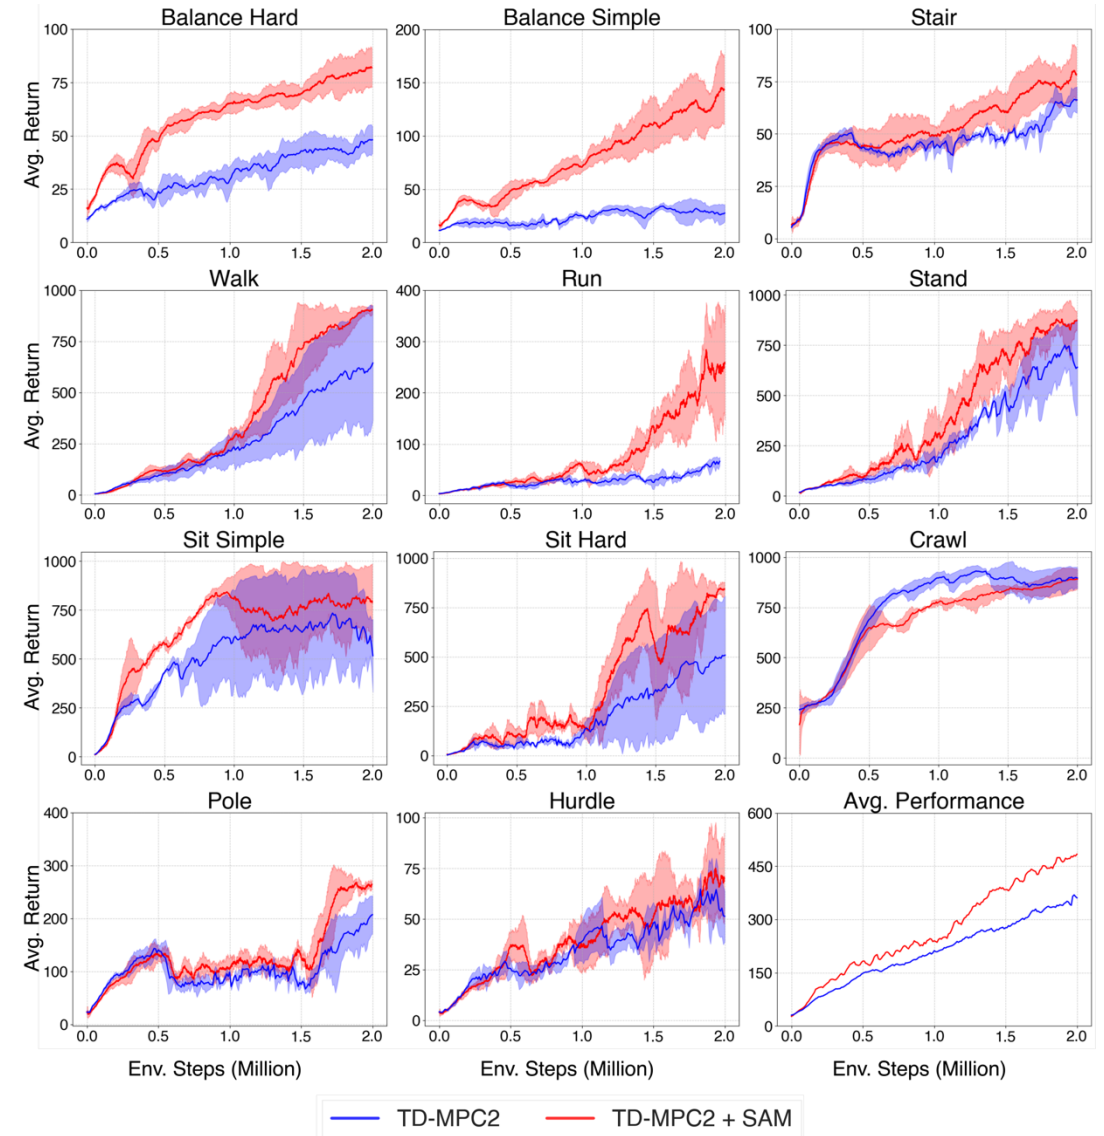 Balance Hard
Balance Simple
Stair
Avg. Return
100
75
50
25
0
0.0 0.5 1.0 1.5 2.0
200
150
100
50
0
0.0 0.5 1.0 1.5 2.0
100
75
50
25
0
0.0 0.5 1.0 1.5 2.0
Walk
Run
Stand
Avg. Return
1000
750
500
250
0
0.0 0.5 1.0 1.5 2.0
400
300
200
100
0
0.0 0.5 1.0 1.5 2.0
1000
750
500
250
0
0.0 0.5 1.0 1.5 2.0
Sit Simple
Sit Hard
Crawl
Avg. Return
1000
750
500
250
0
0.0 0.5 1.0 1.5 2.0
1000
750
500
250
0
0.0 0.5 1.0 1.5 2.0
1000
750
500
250
0
0.0 0.5 1.0 1.5 2.0
Pole
Hurdle
Avg. Performance
Avg. Return
400
300
200
100
0
0.0 0.5 1.0 1.5 2.0
100
75
50
25
0
0.0 0.5 1.0 1.5 2.0
600
450
300
150
0
0.0 0.5 1.0 1.5 2.0
Env. Steps (Million)
Env. Steps (Million)
Env. Steps (Million)
TD-MPC2
TD-MPC2 + SAM